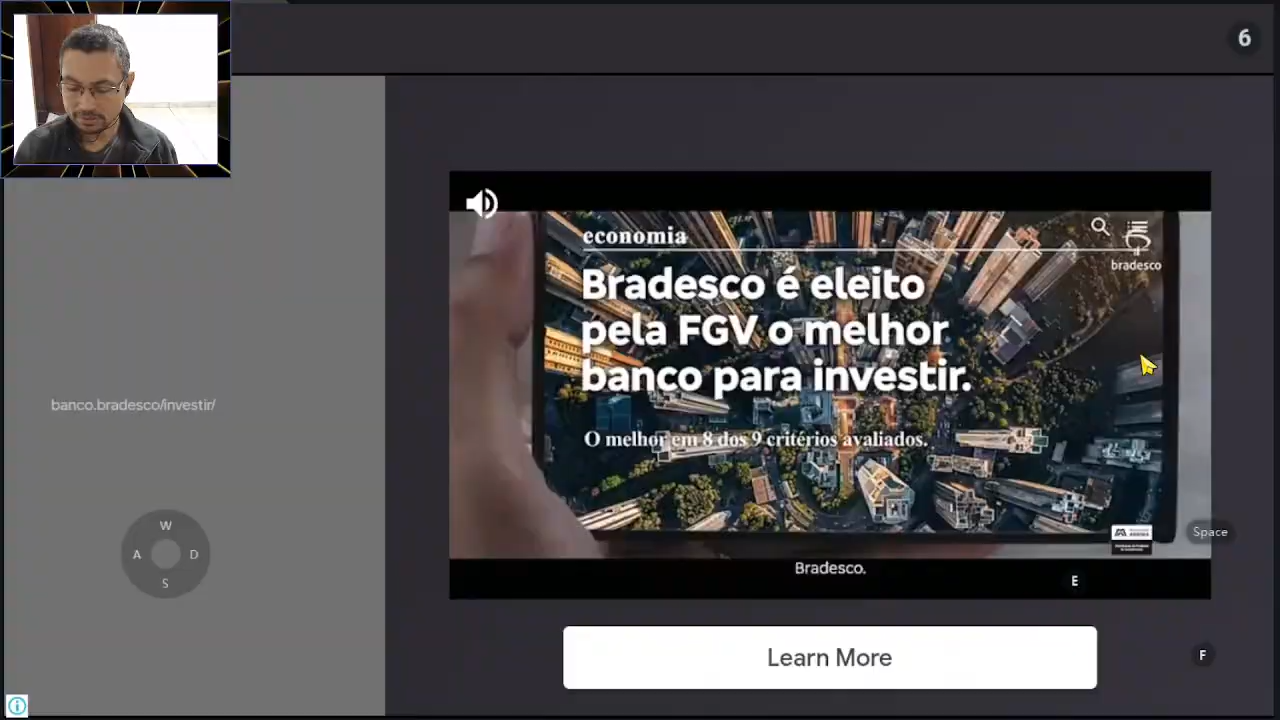 6
economia
bradesco
Bradesco é eleito
pela FGV o melhor
banco para investir.
O melhor em 8 dos 9 critérios avaliados.
banco.bradesco/investir/
W
A
D
S
Space
Bradesco.
E
Learn More
F